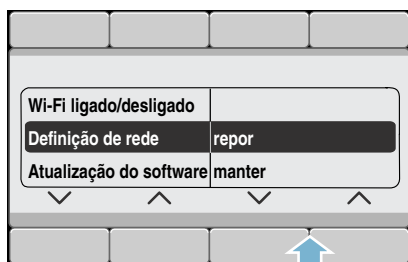 Wi-Fi ligado/desligado
Definição de rede repor
Atualização do software manter